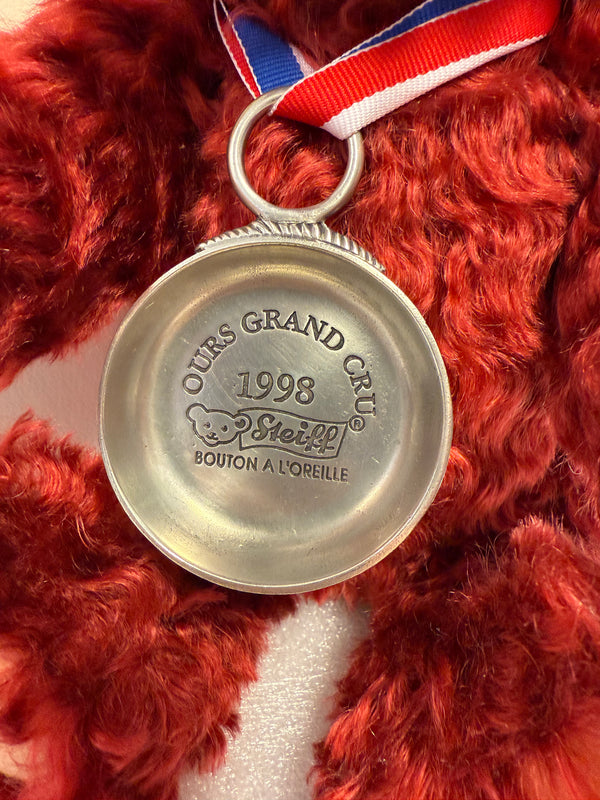 OURS GRAND CRU
1998
Steiff®
BOUTON A L'OREILLE